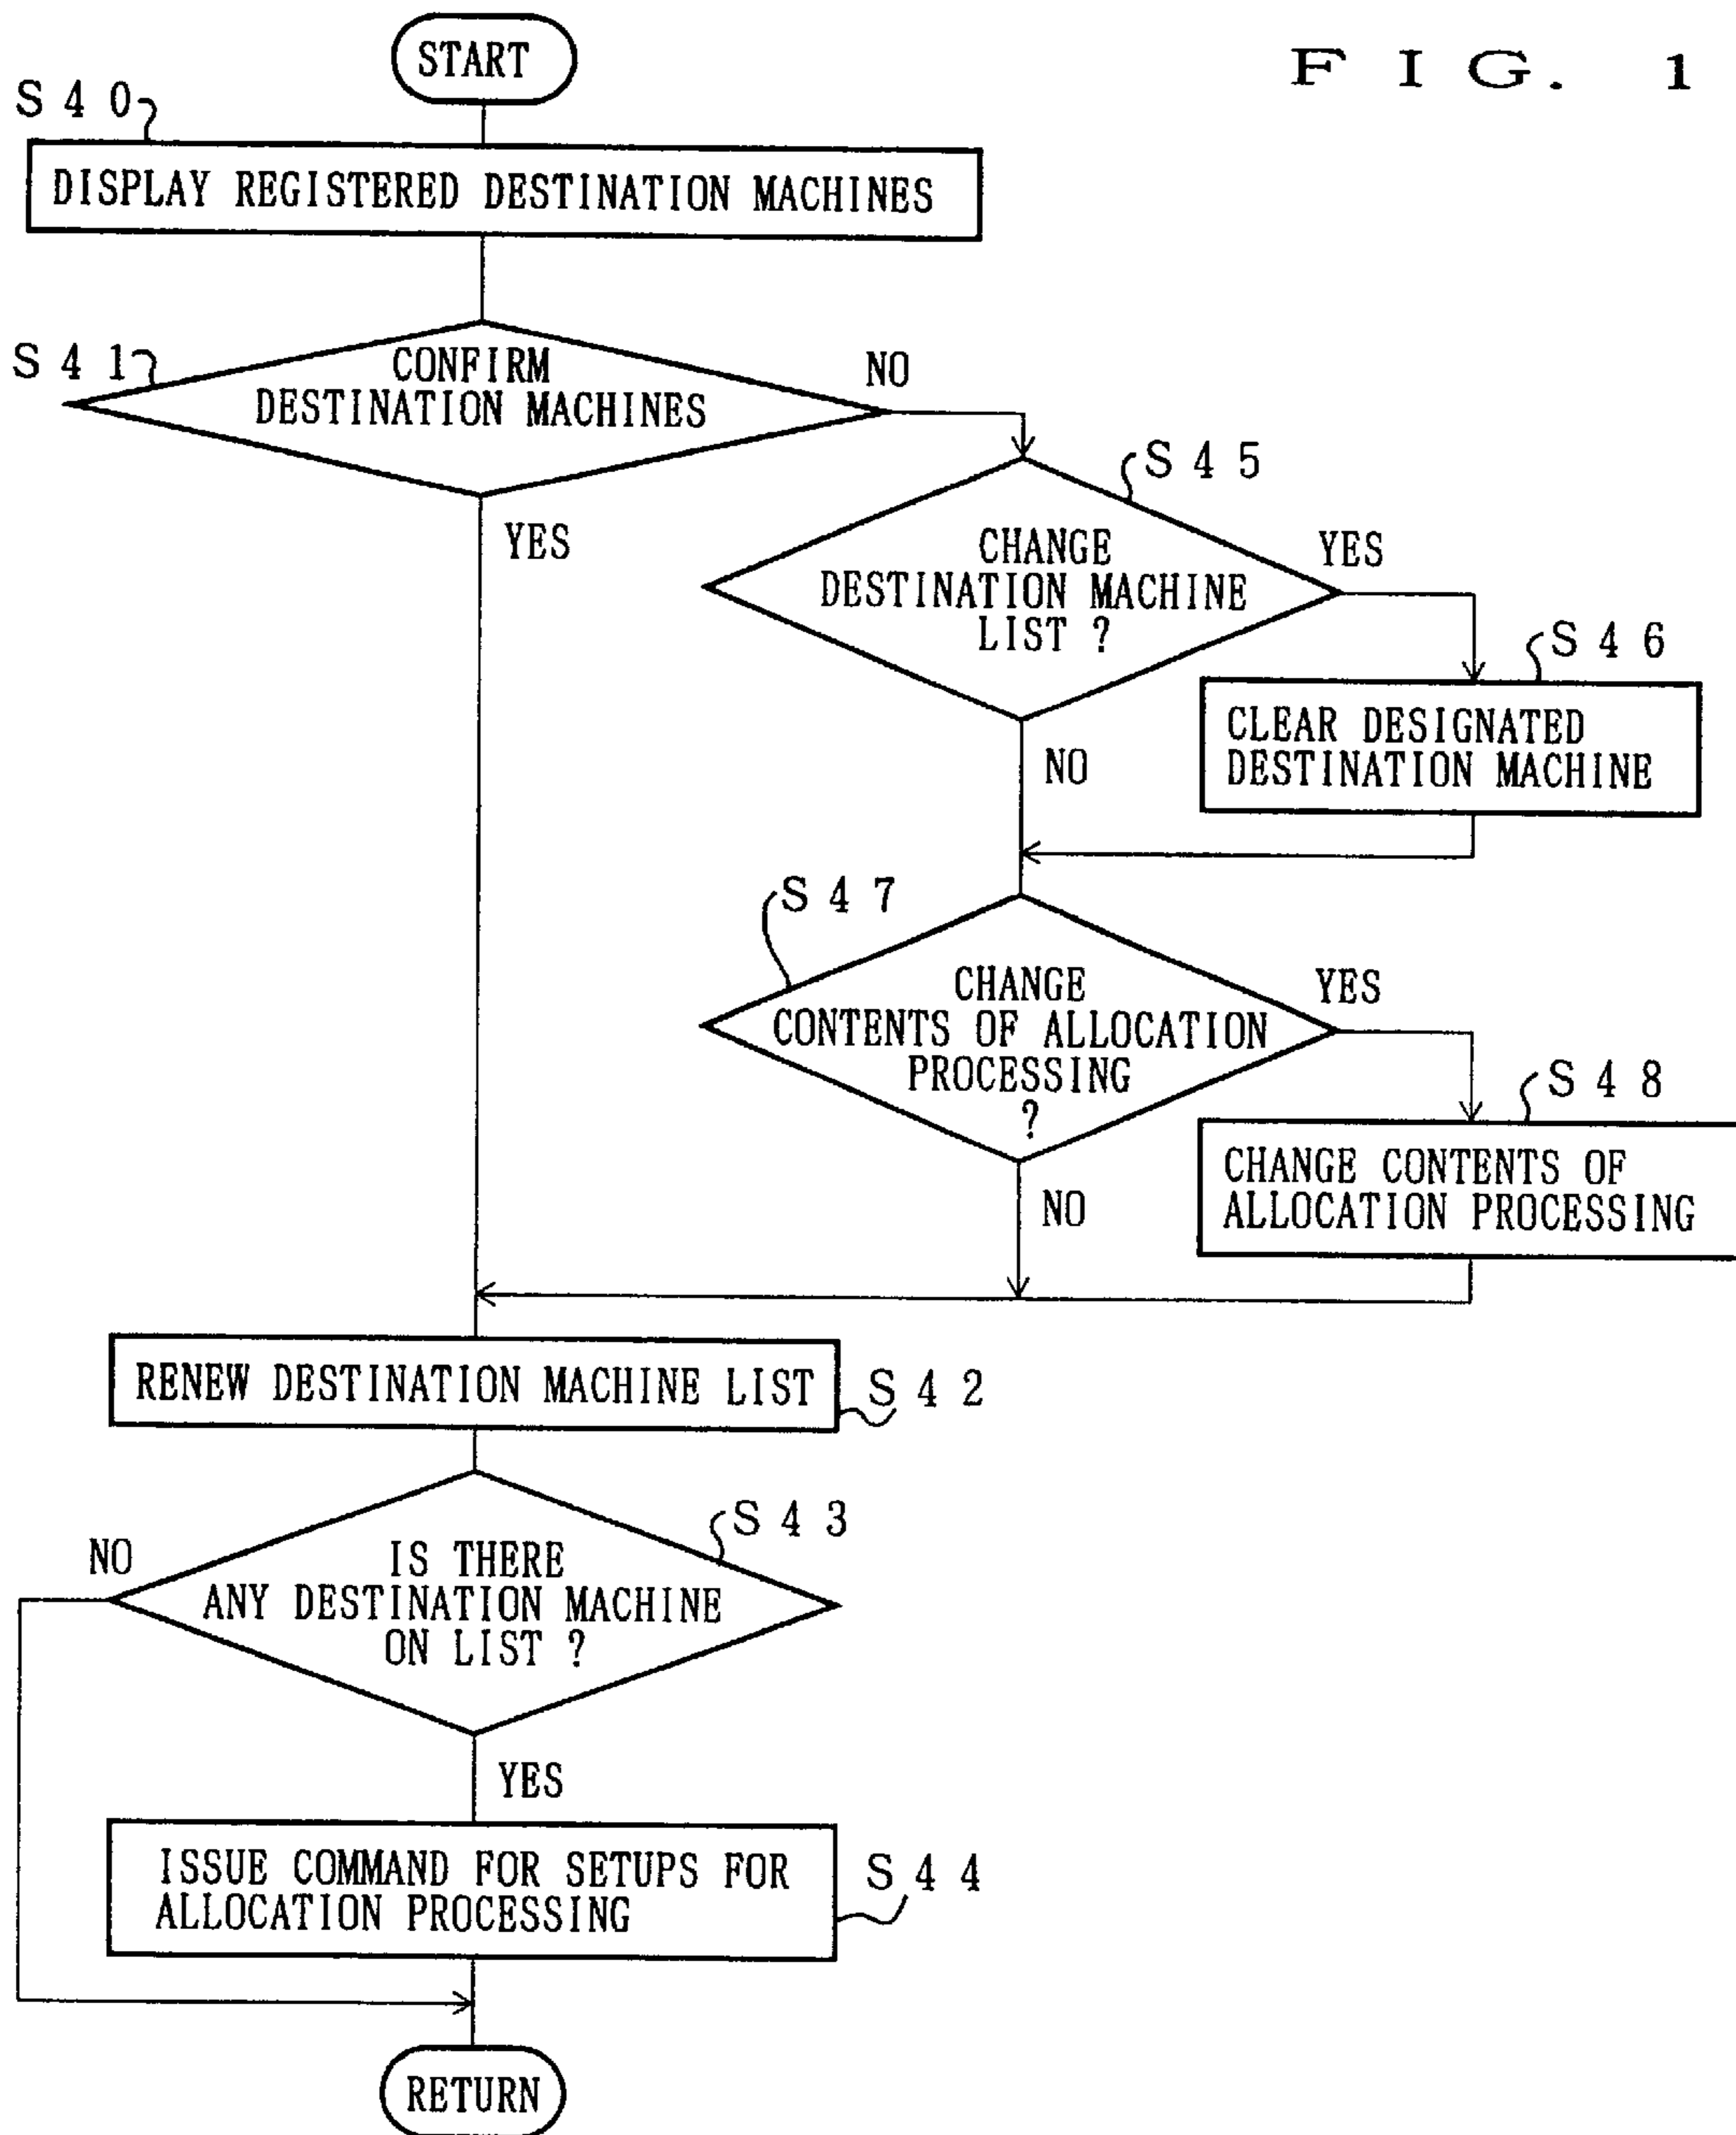 START
F I G. 1
S 4 0
DISPLAY REGISTERED DESTINATION MACHINES
S 4 1
CONFIRM
DESTINATION MACHINES
NO
YES
S 4 5
CHANGE
DESTINATION MACHINE
LIST ?
YES
NO
S 4 6
CLEAR DESIGNATED
DESTINATION MACHINE
S 4 7
CHANGE
CONTENTS OF ALLOCATION
PROCESSING
?
YES
NO
S 4 8
CHANGE CONTENTS OF
ALLOCATION PROCESSING
RENEW DESTINATION MACHINE LIST
S 4 2
S 4 3
IS THERE
ANY DESTINATION MACHINE
ON LIST ?
NO
YES
ISSUE COMMAND FOR SETUPS FOR
ALLOCATION PROCESSING
S 4 4
RETURN